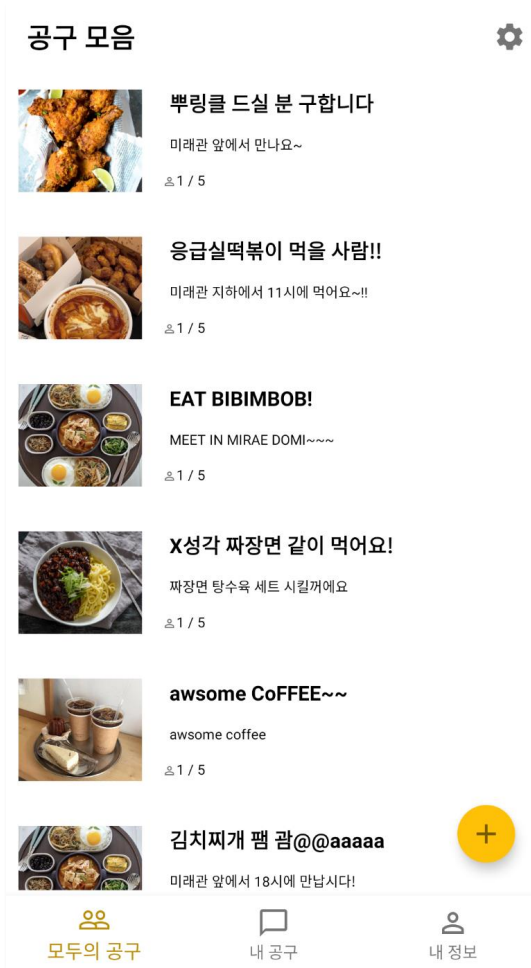 공구 모음
뿌링클 드실 분 구합니다
미래관 앞에서 만나요~
1 / 5
응급실떡볶이 먹을 사람!!
미래관 지하에서 11시에 먹어요~!!
1 / 5
EAT BIBIMBOB!
MEET IN MIRAE DOMI~~~
1 / 5
X성각 짜장면 같이 먹어요!
짜장면 탕수육 세트 시킬꺼에요
1 / 5
awsome CoFFEE~~
awsome coffee
1 / 5
김치찌개 팸 괌@@aaaaa
미래관 앞에서 18시에 만납시다!
모두의 공구
내 공구
내 정보